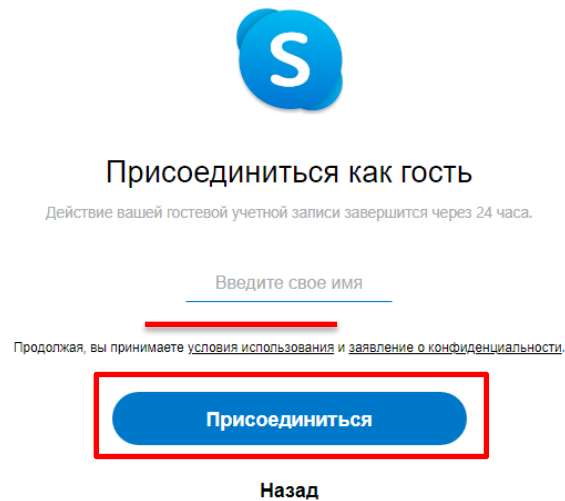 S
Присоединиться как гость
Действие вашей гостевой учетной записи завершится через 24 часа.
Введите свое имя
Продолжая, вы принимаете условия использования и заявление о конфиденциальности.
Присоединиться
Назад